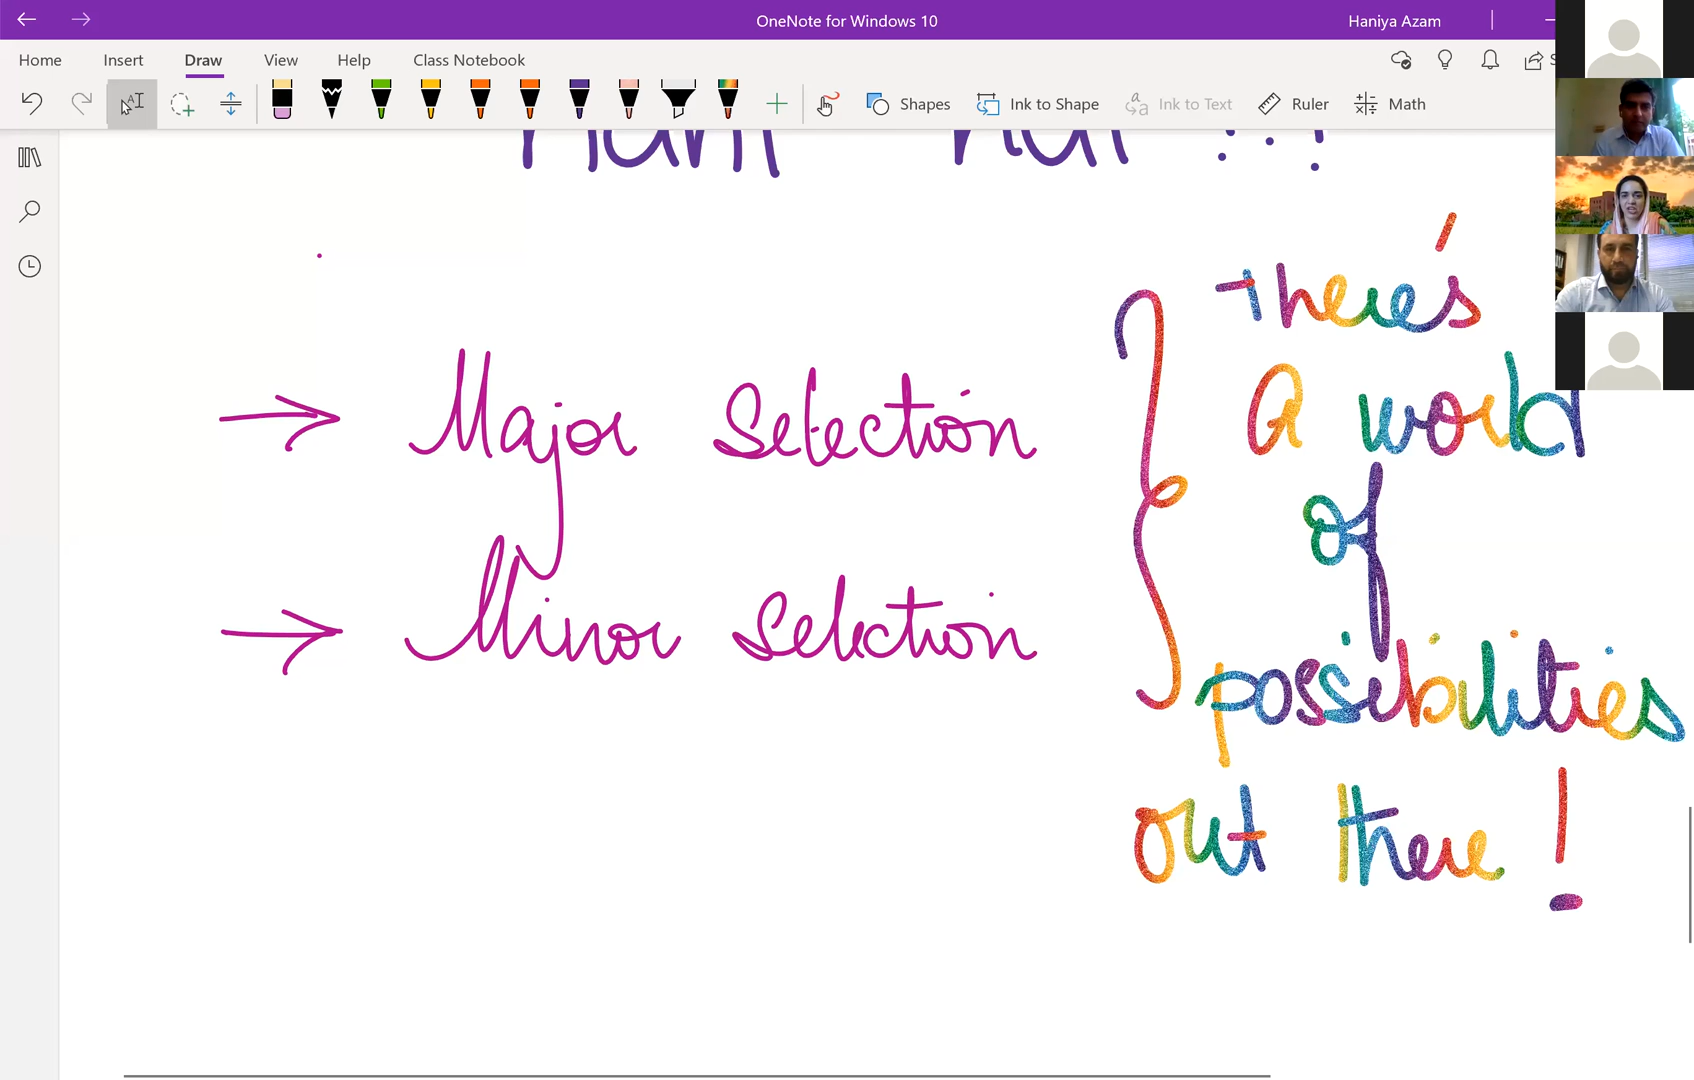 OneNote for Windows 10
Haniya Azam
Home Insert Draw View Help Class Notebook
Shapes Ink to Shape Ink to Text Ruler Math
There's
→ Major Selection
A world
of
→ Minor Selection
possibilities
out there!